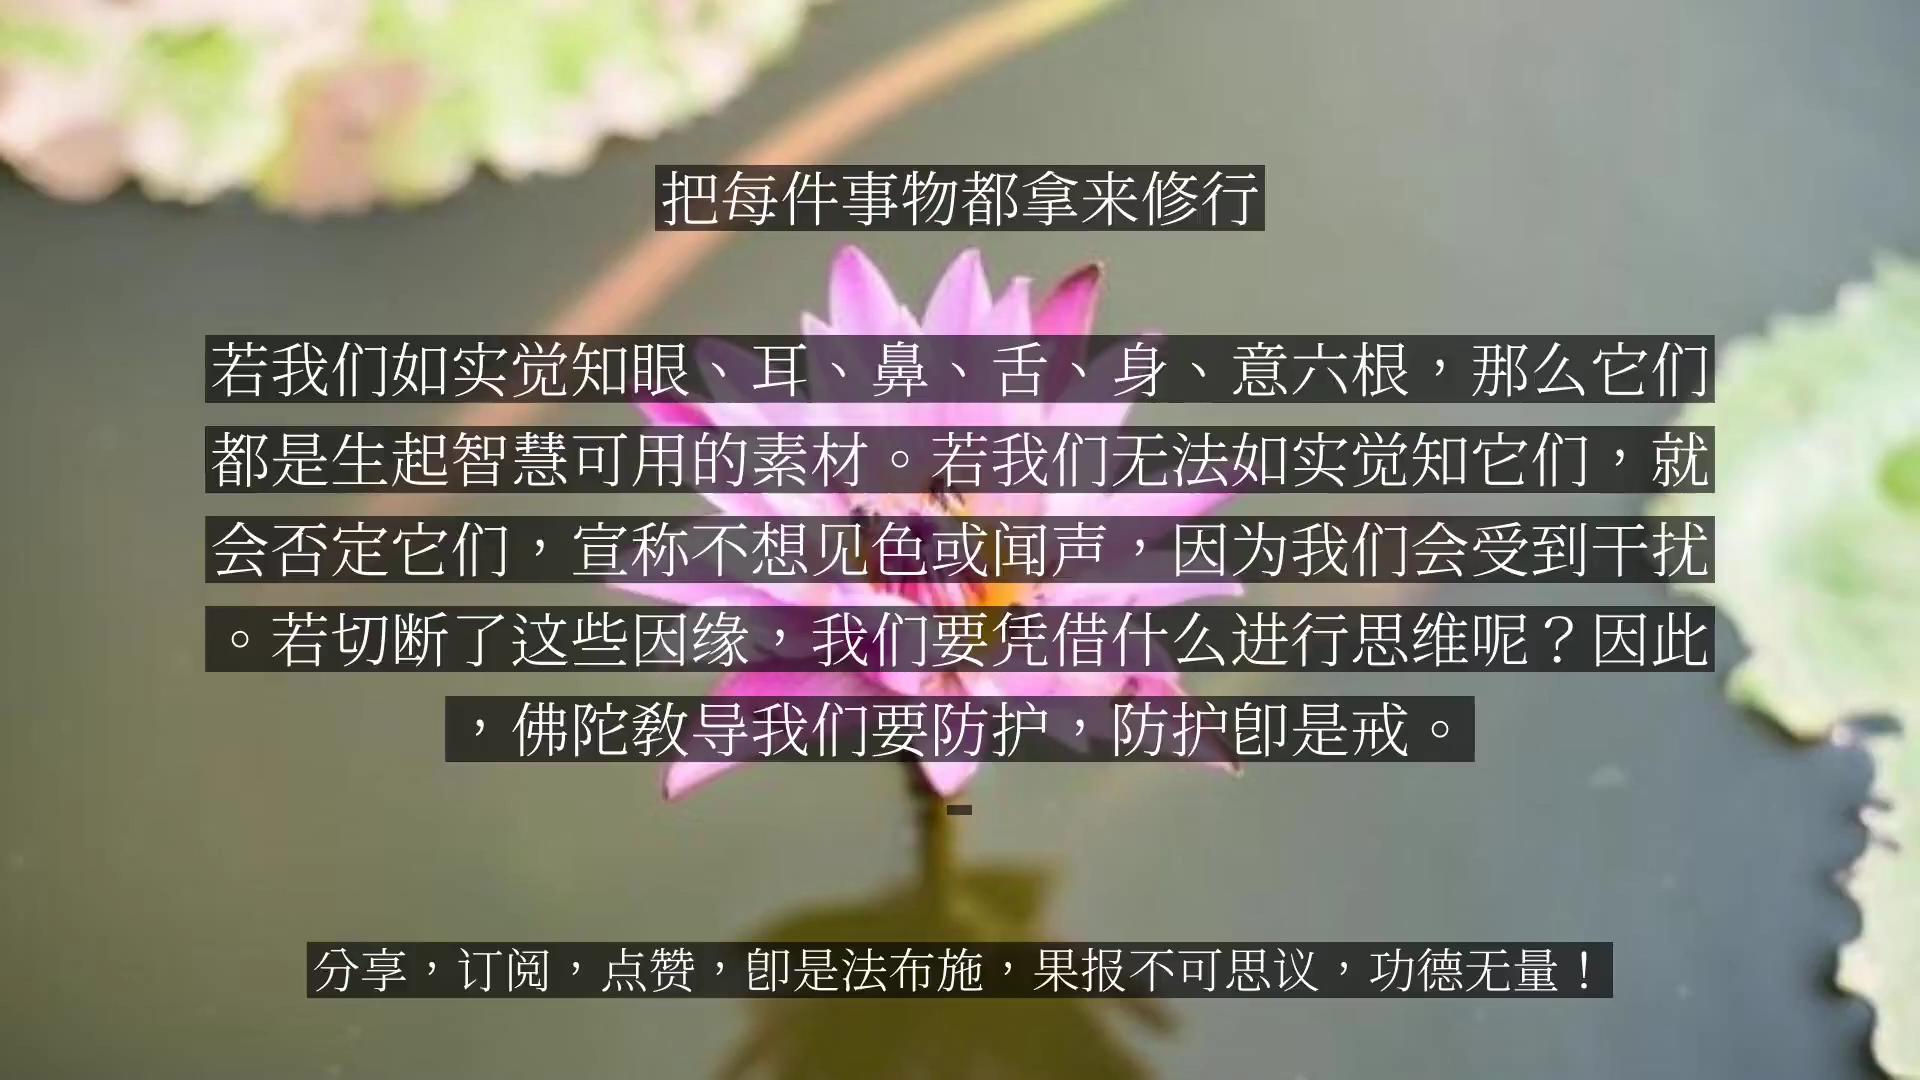 把每件事物都拿来修行
若我们如实觉知眼、耳、鼻、舌、身、意六根，那么它们
都是生起智慧可用的素材。若我们无法如实觉知它们，就
会否定它们，宣称不想见色或闻声，因为我们会受到干扰
。若切断了这些因缘，我们要凭借什么进行思维呢？因此
，佛陀教导我们要防护，防护即是戒。
分享，订阅，点赞，即是法布施，果报不可思议，功德无量！